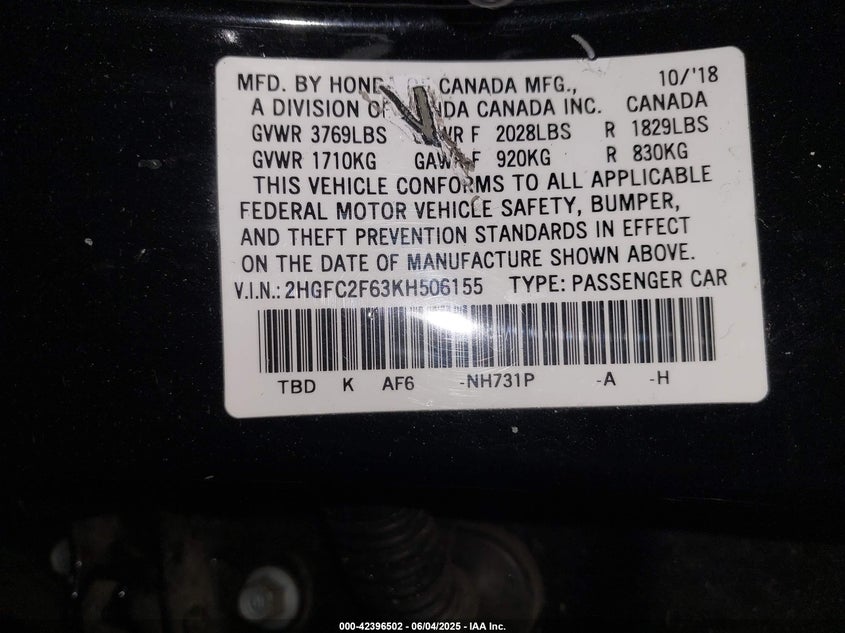 MFD. BY HONDA OF CANADA MFG., 10/'18
A DIVISION OF HONDA CANADA INC. CANADA
GVWR 3769LBS GAWR F 2028LBS R 1829LBS
GVWR 1710KG GAWR F 920KG R 830KG
THIS VEHICLE CONFORMS TO ALL APPLICABLE
FEDERAL MOTOR VEHICLE SAFETY, BUMPER,
AND THEFT PREVENTION STANDARDS IN EFFECT
ON THE DATE OF MANUFACTURE SHOWN ABOVE.
V.I.N.: 2HGFC2F63KH506155 TYPE: PASSENGER CAR
TBD K AF6 -NH731P -A -H
000-42396502 - 06/04/2025 - IAA Inc.